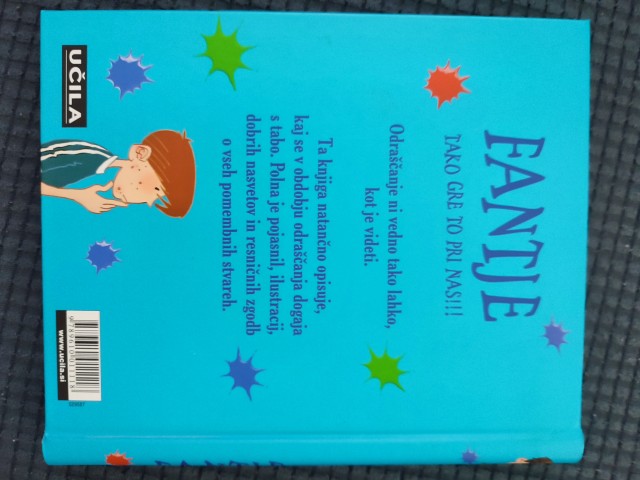 FANTJE
TAKO GRE TO PRI NAS!!!
Odraščanje ni vedno tako lahko,
kot je videti.
Ta knjiga natančno opisuje,
kaj se v obdobju odraščanja dogaja
s tabo. Polna je pojasnil, ilustracij,
dobrih nasvetov in resničnih zgodb
o vseh pomembnih stvareh.
UČILA
www.ucila.si